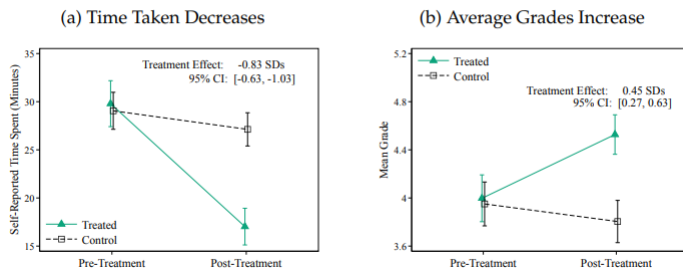 (a) Time Taken Decreases
Self-Reported Time Spent (Minutes)
35
30
25
20
15
Treatment Effect: -0.83 SDs
95% CI: [-0.63, -1.03]
Treated
Control
Pre-Treatment Post-Treatment
(b) Average Grades Increase
Mean Grade
5.2
4.8
4.4
4
3.6
Treated
Control
Treatment Effect: 0.45 SDs
95% CI: [0.27, 0.63]
Pre-Treatment Post-Treatment